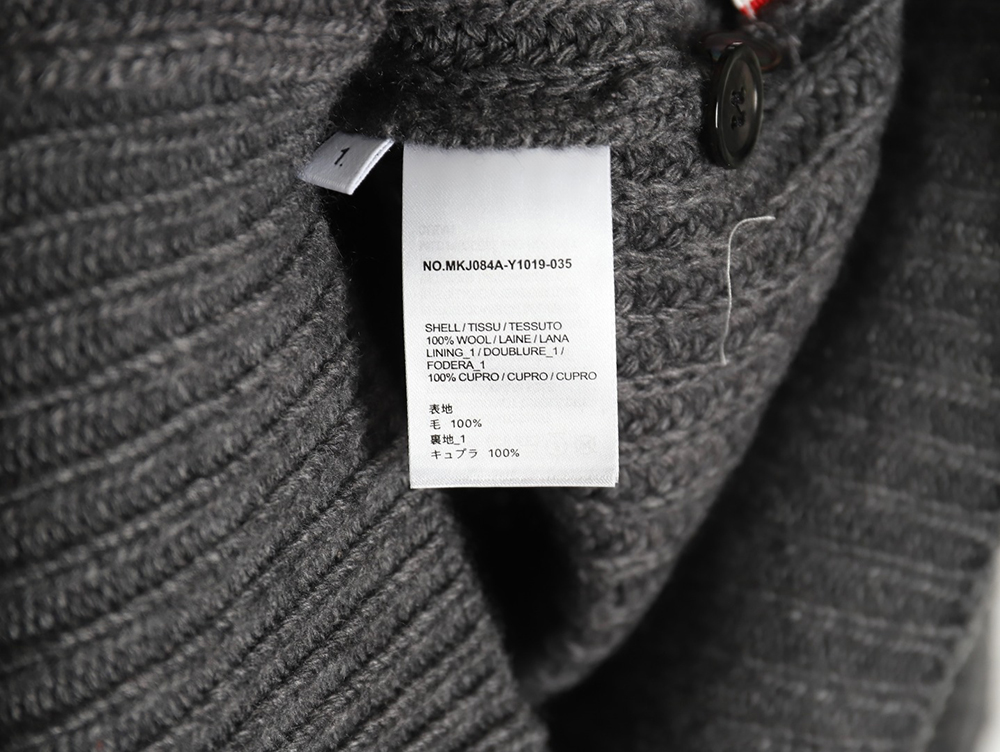 1.
NO.MKJ084A-Y1019-035
SHELL / TISSU / TESSUTO
100% WOOL / LAINE / LANA
LINING_1 / DOUBLURE_1 /
FODERA_1
100% CUPRO / CUPRO / CUPRO
表地
毛 100%
裏地_1
キュプラ 100%